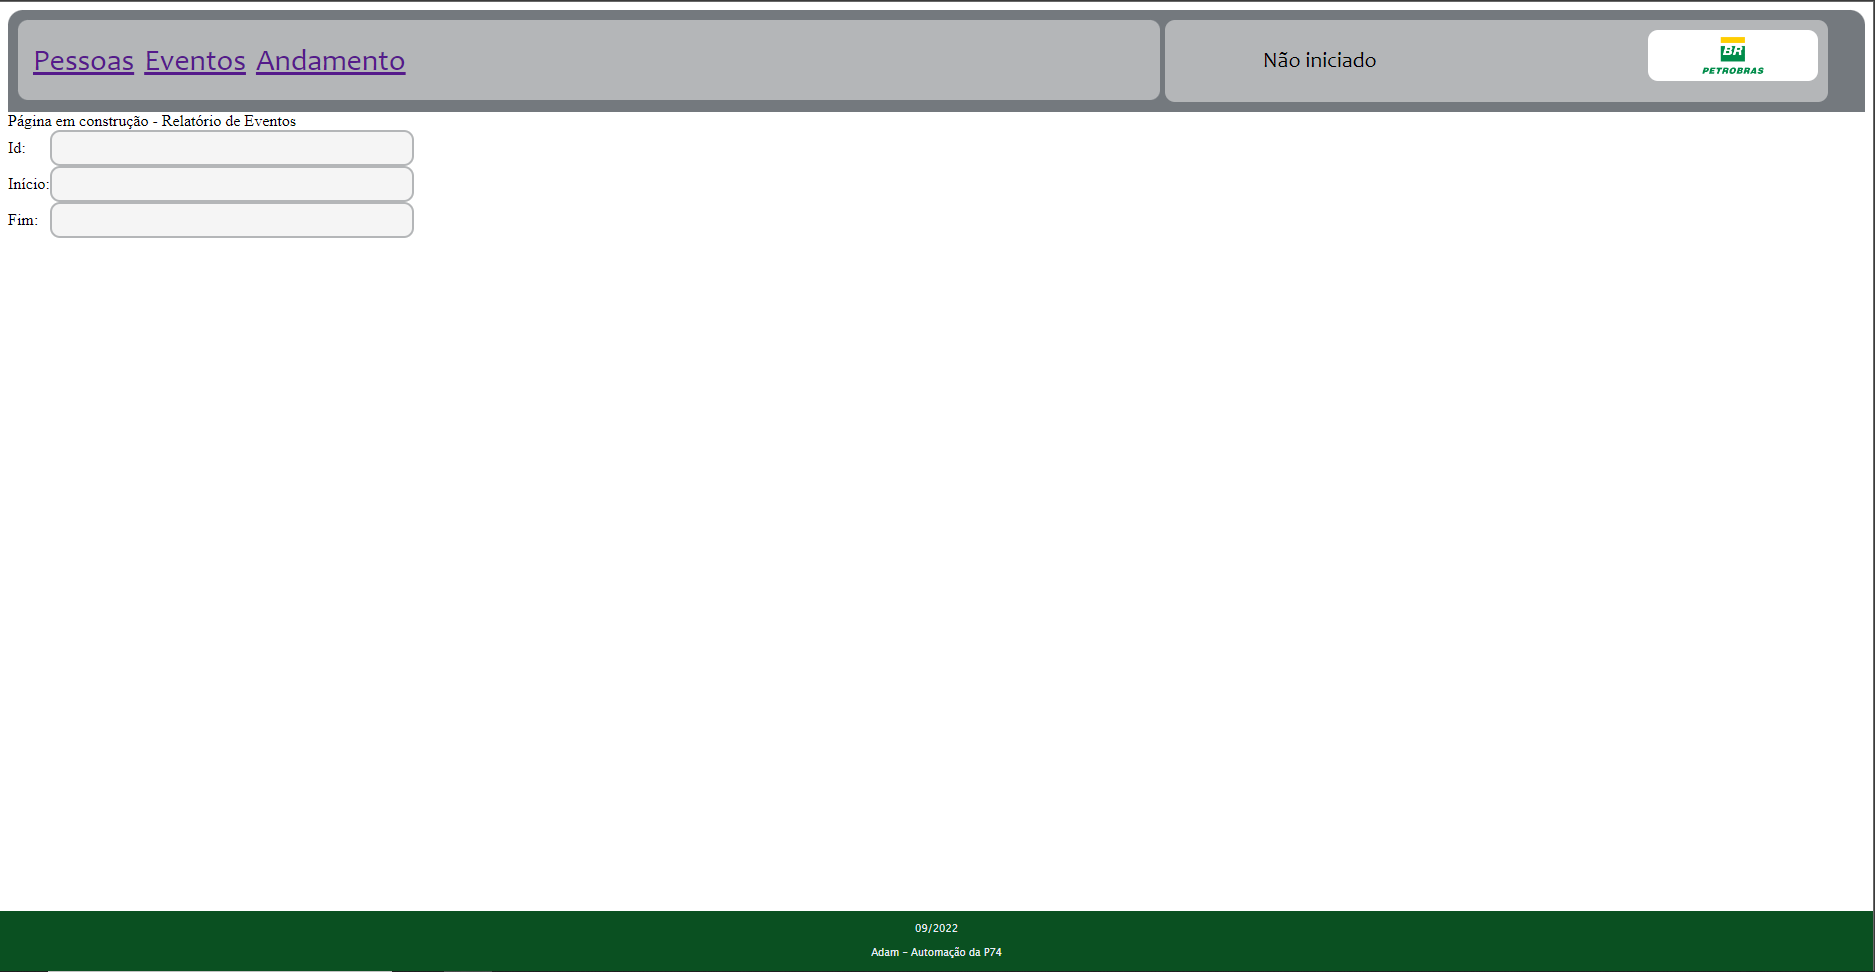 Pessoas Eventos Andamento
Não iniciado
BR
PETROBRAS
Página em construção - Relatório de Eventos
Id:
Início:
Fim:
09/2022
Adam - Automação da P74